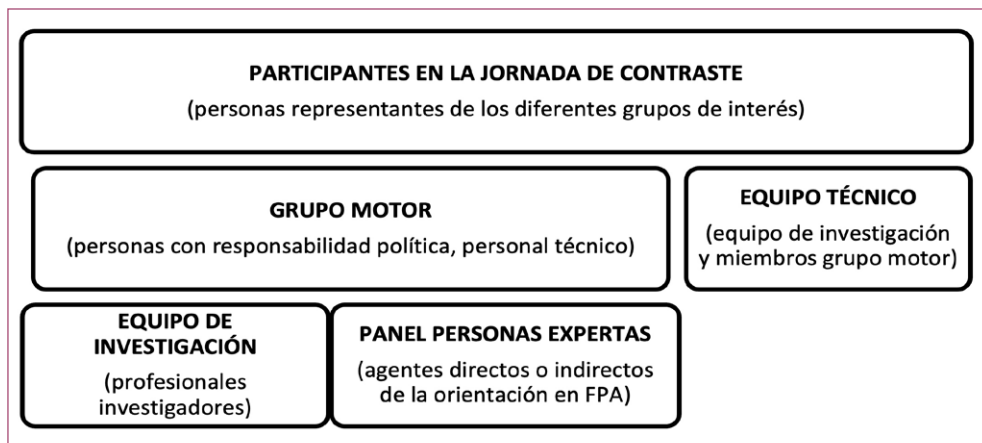 PARTICIPANTES EN LA JORNADA DE CONTRASTE
(personas representantes de los diferentes grupos de interés)
GRUPO MOTOR
(personas con responsabilidad política, personal técnico)
EQUIPO TÉCNICO
(equipo de investigación
y miembros grupo motor)
EQUIPO DE
INVESTIGACIÓN
(profesionales
investigadores)
PANEL PERSONAS EXPERTAS
(agentes directos o indirectos
de la orientación en FPA)